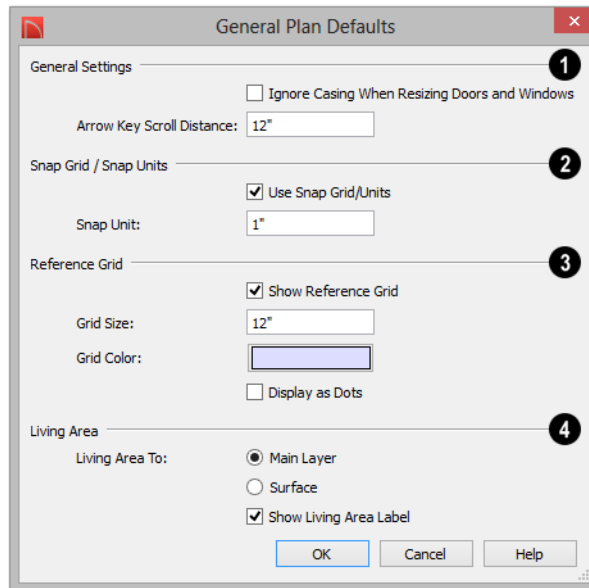 General Plan Defaults
General Settings 1
Ignore Casing When Resizing Doors and Windows
Arrow Key Scroll Distance: 12"
Snap Grid / Snap Units 2
Use Snap Grid/Units
Snap Unit: 1"
Reference Grid 3
Show Reference Grid
Grid Size: 12"
Grid Color:
Display as Dots
Living Area 4
Living Area To: Main Layer
Surface
Show Living Area Label
OK Cancel Help